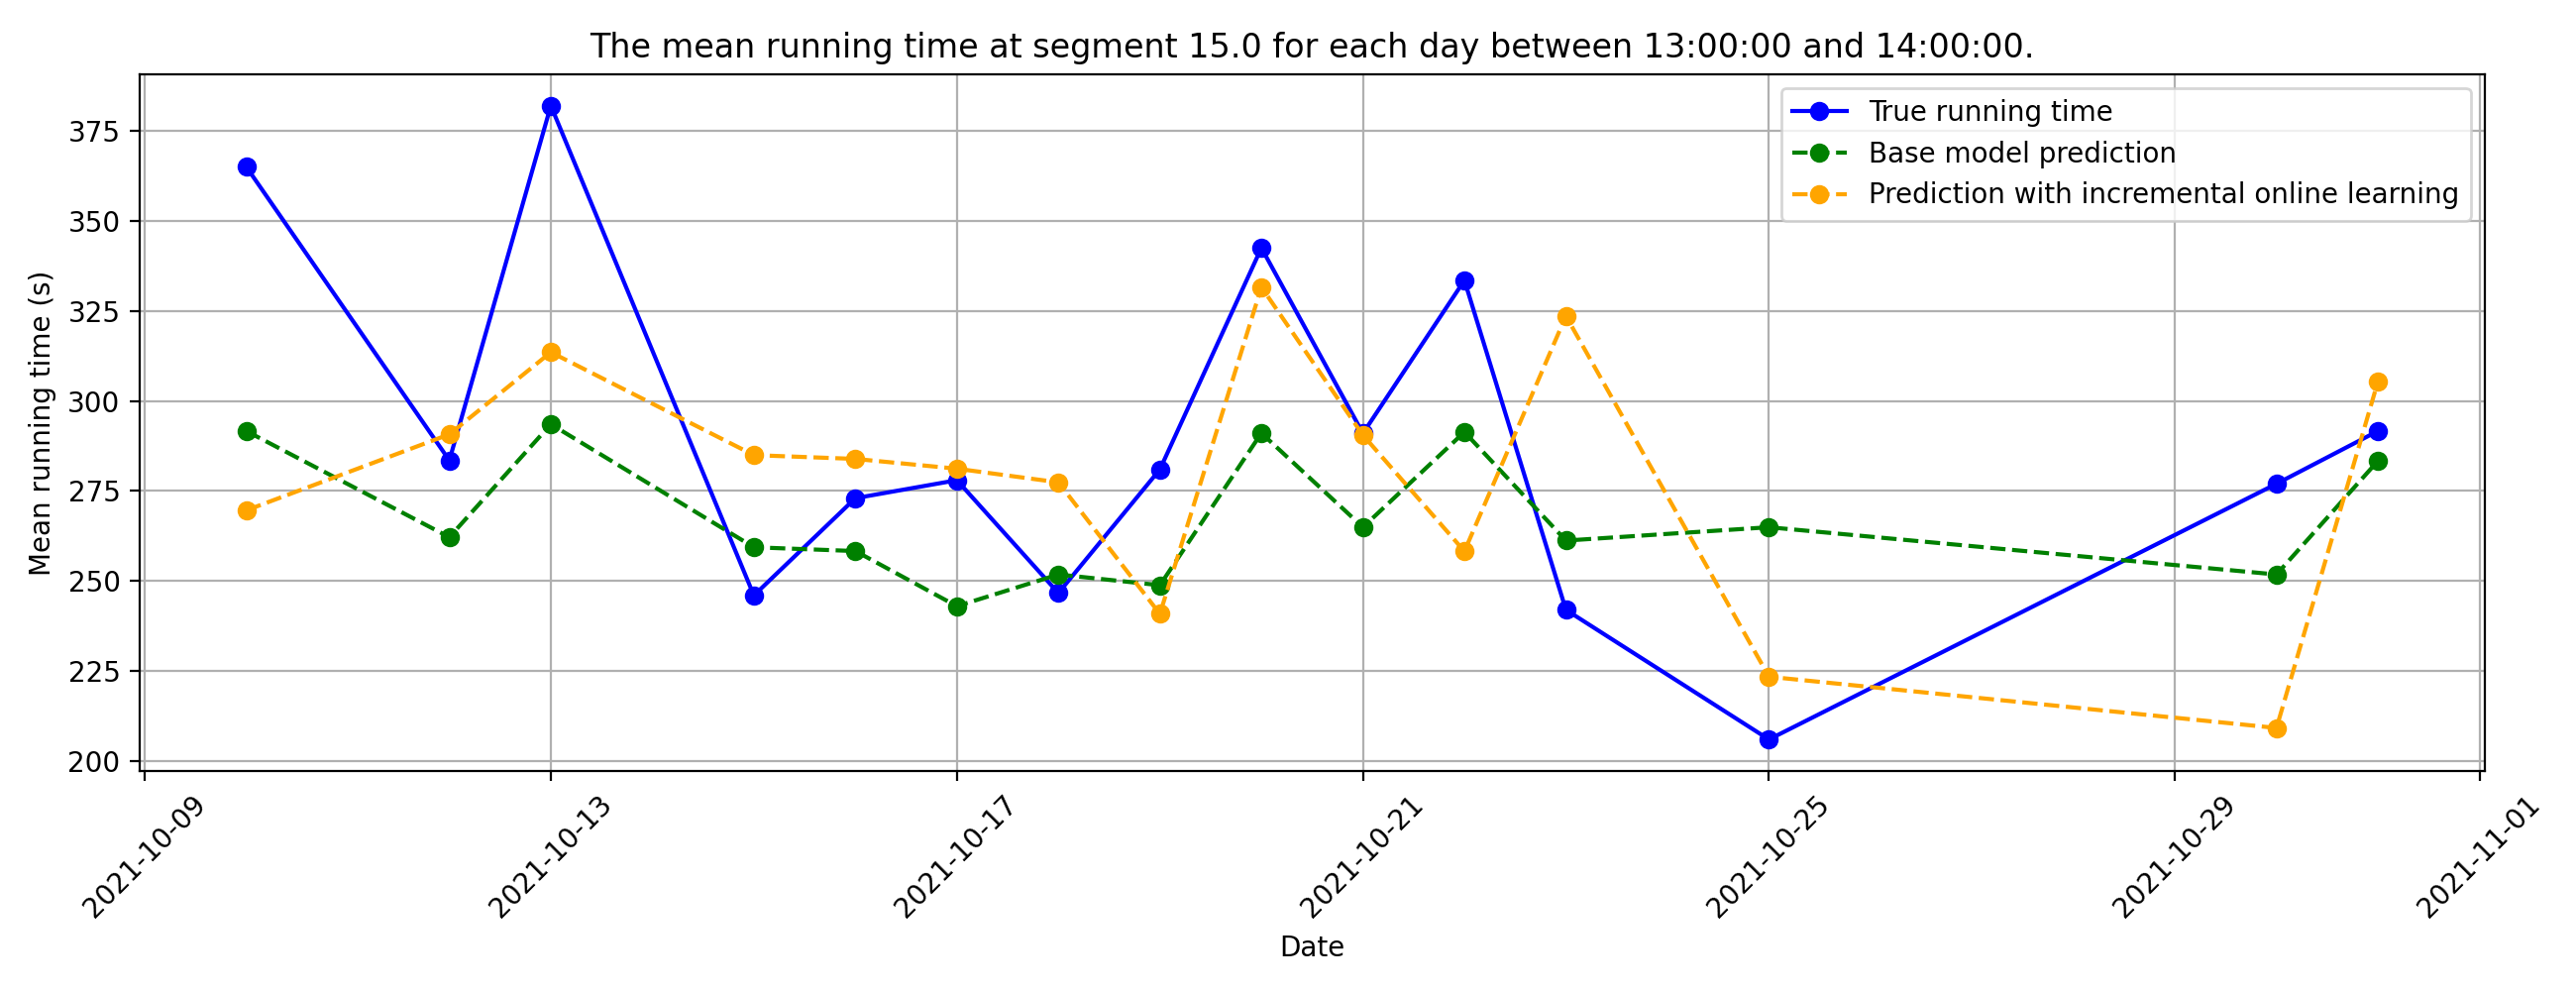 The mean running time at segment 15.0 for each day between 13:00:00 and 14:00:00.
True running time
Base model prediction
Prediction with incremental online learning
Mean running time (s)
375
350
325
300
275
250
225
200
2021-10-09
2021-10-13
2021-10-17
2021-10-21
2021-10-25
2021-10-29
2021-11-01
Date